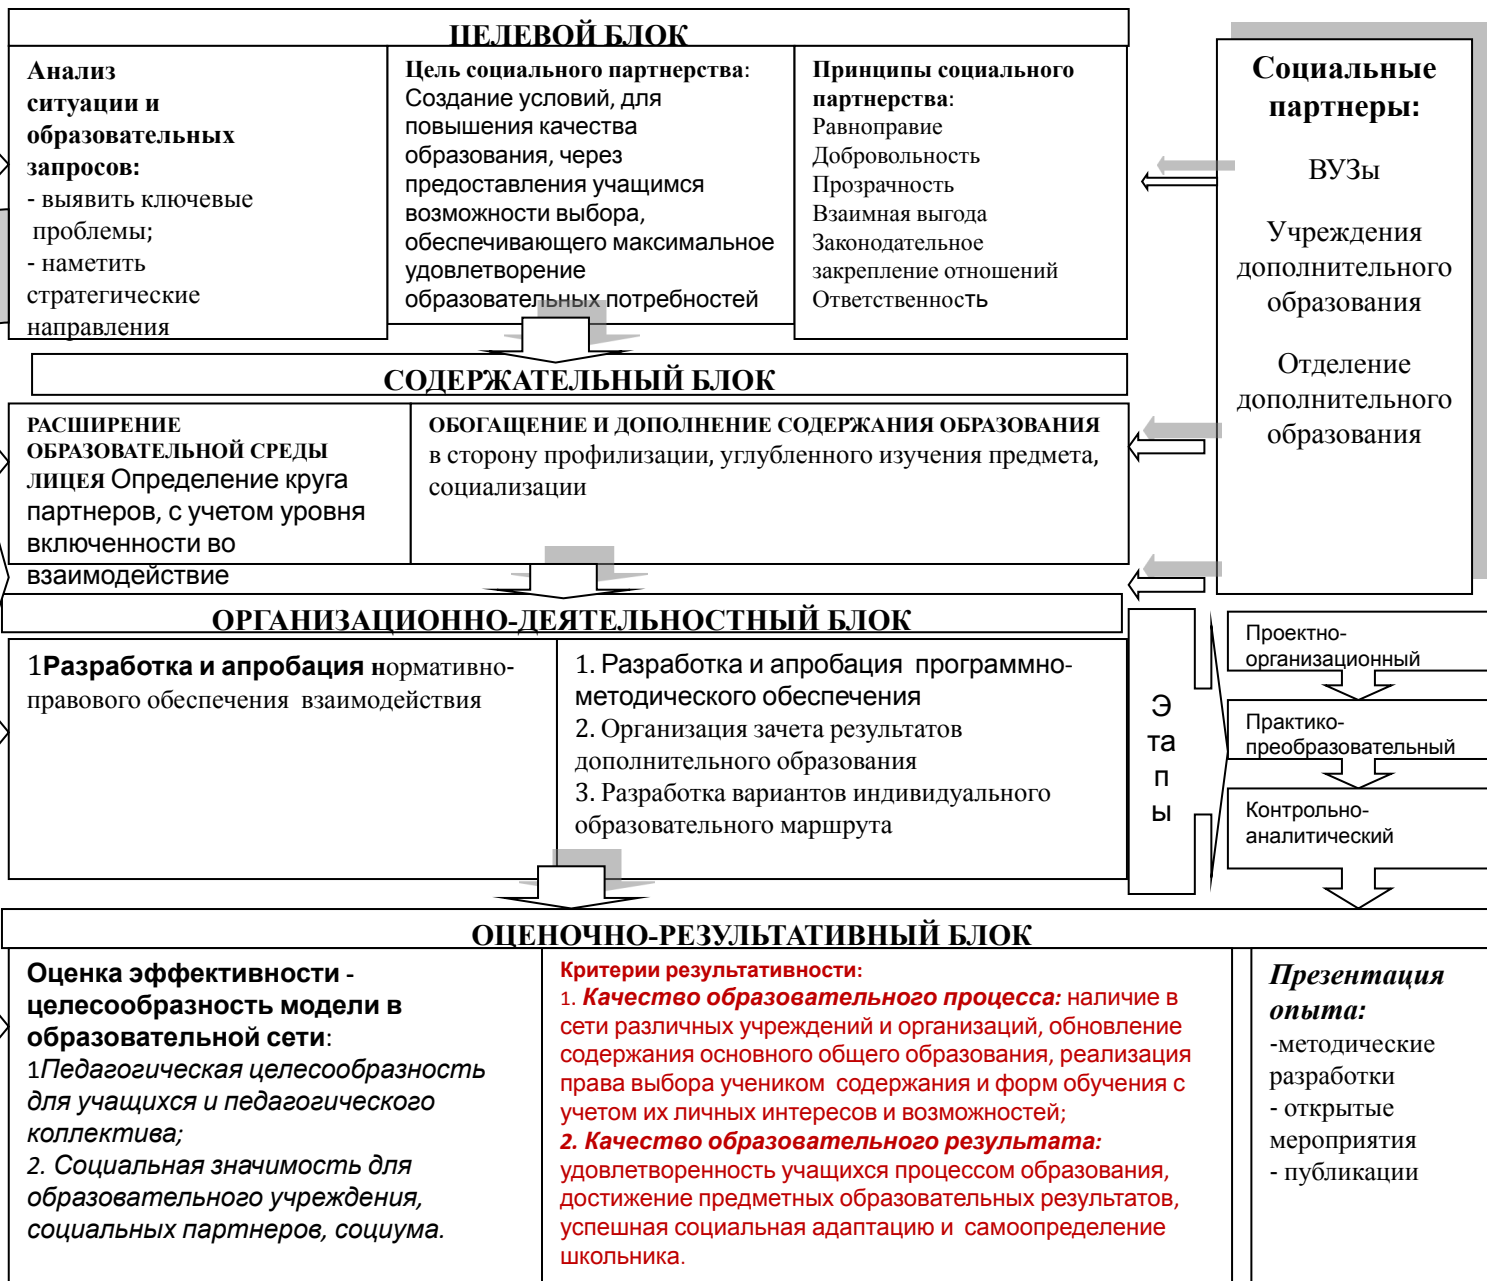 ЦЕЛЕВОЙ БЛОК
Анализ
ситуации и
образовательных
запросов:
- выявить ключевые
проблемы;
- наметить
стратегические
направления
Цель социального партнерства:
Создание условий, для
повышения качества
образования, через
предоставления учащимся
возможности выбора,
обеспечивающего максимальное
удовлетворение
образовательных потребностей
Принципы социального
партнерства:
Равноправие
Добровольность
Прозрачность
Взаимная выгода
Законодательное
закрепление отношений
Ответственность
Социальные
партнеры:
ВУЗы
Учреждения
дополнительного
образования
Отделение
дополнительного
образования
СОДЕРЖАТЕЛЬНЫЙ БЛОК
РАСШИРЕНИЕ
ОБРАЗОВАТЕЛЬНОЙ СРЕДЫ
ЛИЦЕЯ Определение круга
партнеров, с учетом уровня
включенности во
взаимодействие
ОБОГАЩЕНИЕ И ДОПОЛНЕНИЕ СОДЕРЖАНИЯ ОБРАЗОВАНИЯ
в сторону профилизации, углубленного изучения предмета,
социализации
ОРГАНИЗАЦИОННО-ДЕЯТЕЛЬНОСТНЫЙ БЛОК
1Разработка и апробация нормативно-
правового обеспечения взаимодействия
1. Разработка и апробация программно-
методического обеспечения
2. Организация зачета результатов
дополнительного образования
3. Разработка вариантов индивидуального
образовательного маршрута
Э
та
п
ы
Проектно-
организационный
Практико-
преобразовательный
Контрольно-
аналитический
ОЦЕНОЧНО-РЕЗУЛЬТАТИВНЫЙ БЛОК
Оценка эффективности -
целесообразность модели в
образовательной сети:
1Педагогическая целесообразность
для учащихся и педагогического
коллектива;
2. Социальная значимость для
образовательного учреждения,
социальных партнеров, социума.
Критерии результативности:
1. Качество образовательного процесса: наличие в
сети различных учреждений и организаций, обновление
содержания основного общего образования, реализация
права выбора учеником содержания и форм обучения с
учетом их личных интересов и возможностей;
2. Качество образовательного результата:
удовлетворенность учащихся процессом образования,
достижение предметных образовательных результатов,
успешная социальная адаптацию и самоопределение
школьника.
Презентация
опыта:
-методические
разработки
- открытые
мероприятия
- публикации